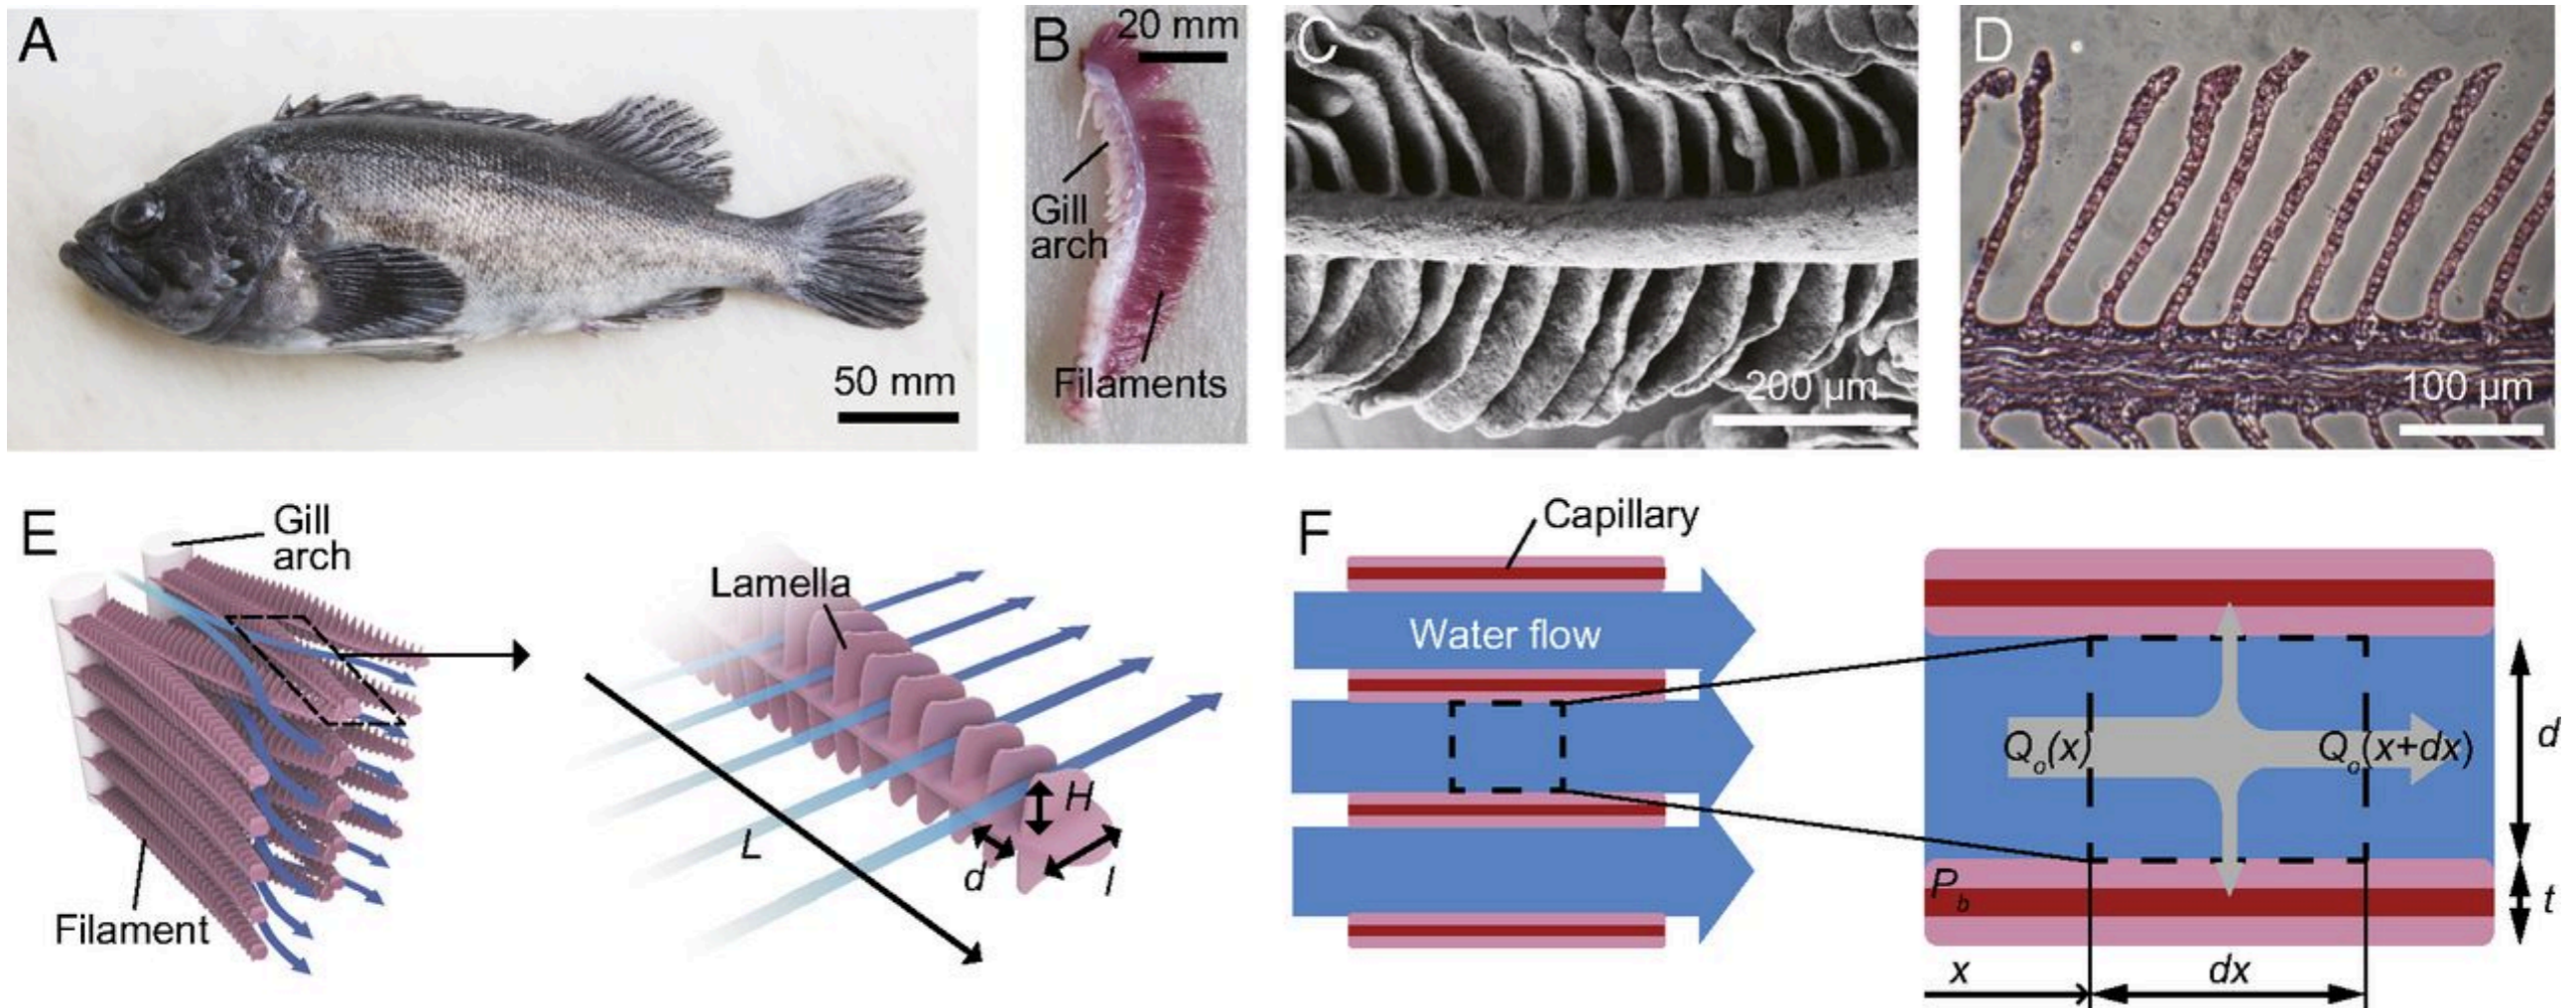 A
50 mm
B
20 mm
Gill
arch
Filaments
C
200 µm
D
100 µm
E
Gill
arch
Filament
Lamella
L
d
H
l
F
Capillary
Water flow
Qo(x)
Qo(x+dx)
Pb
d
t
x
dx